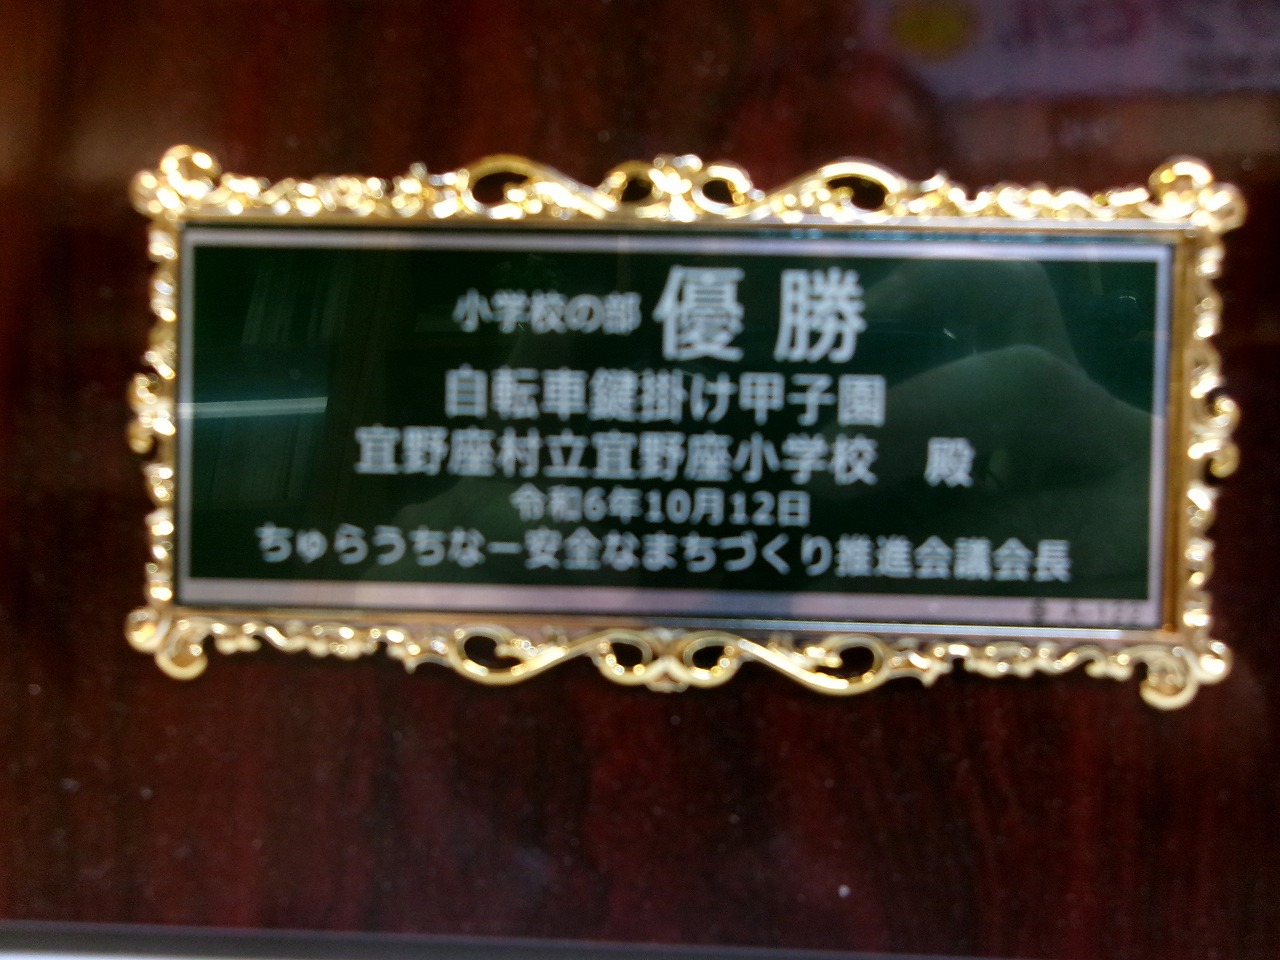 小学校の部 優勝
自転車鍵掛け甲子園
宜野座村立宜野座小学校 殿
令和6年10月12日
ちゅらうちなー安全なまちづくり推進会議会長